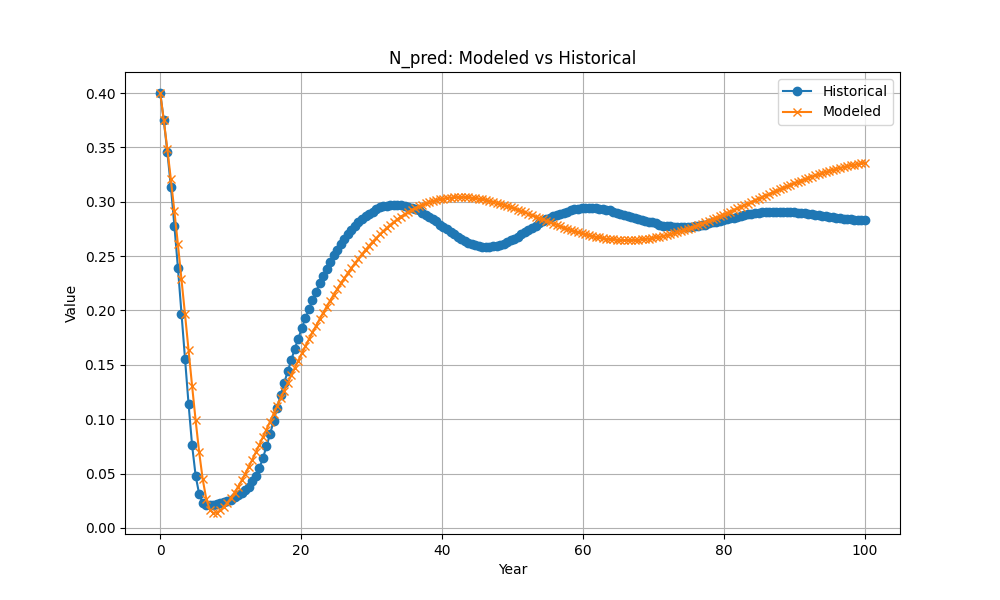 N_pred: Modeled vs Historical
Historical
Modeled
Value
0.40
0.35
0.30
0.25
0.20
0.15
0.10
0.05
0.00
0 20 40 60 80 100
Year